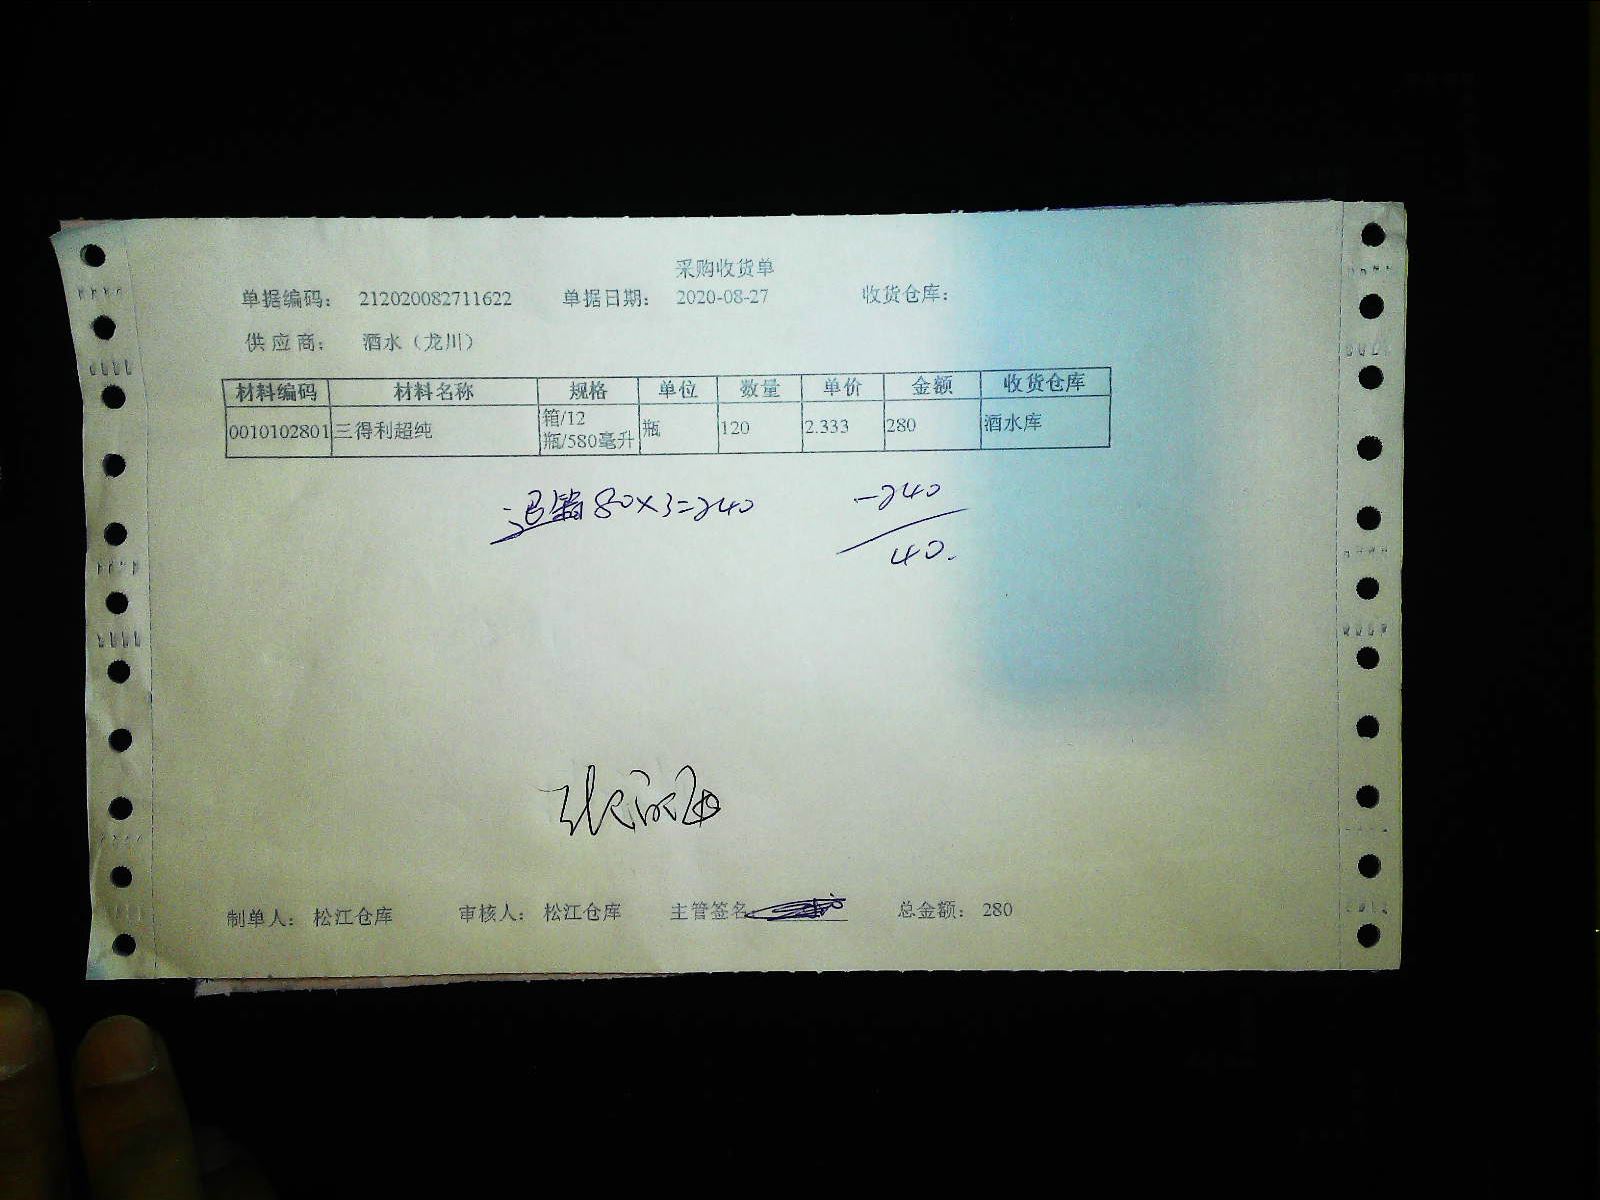 采购收货单
单据编码： 212020082711622 单据日期： 2020-08-27 收货仓库：
供应商： 酒水（龙川）
材料编码 材料名称 规格 单位 数量 单价 金额 收货仓库
0010102801 三得利超纯 箱/12瓶/580毫升 瓶 120 2.333 280 酒水库
退 80×3=240 -240
40.
制单人： 松江仓库 审核人： 松江仓库 主管签名 总金额： 280